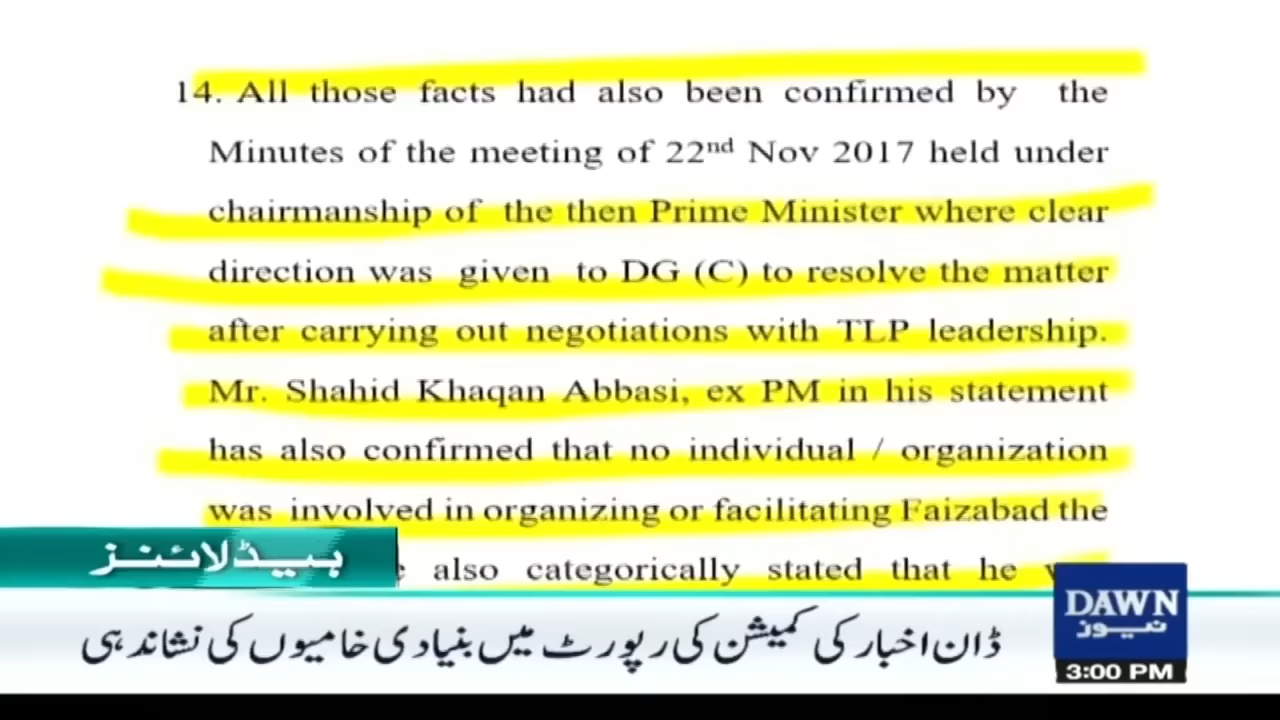 14. All those facts had also been confirmed by the
Minutes of the meeting of 22nd Nov 2017 held under
chairmanship of the then Prime Minister where clear
direction was given to DG (C) to resolve the matter
after carrying out negotiations with TLP leadership.
Mr. Shahid Khaqan Abbasi, ex PM in his statement
has also confirmed that no individual / organization
was involved in organizing or facilitating Faizabad the
also categorically stated that he
ہیڈلائنز
ڈان اخبار کی کمیشن کی رپورٹ میں بنیادی خامیوں کی نشاندہی
DAWN
نیوز
3:00 PM